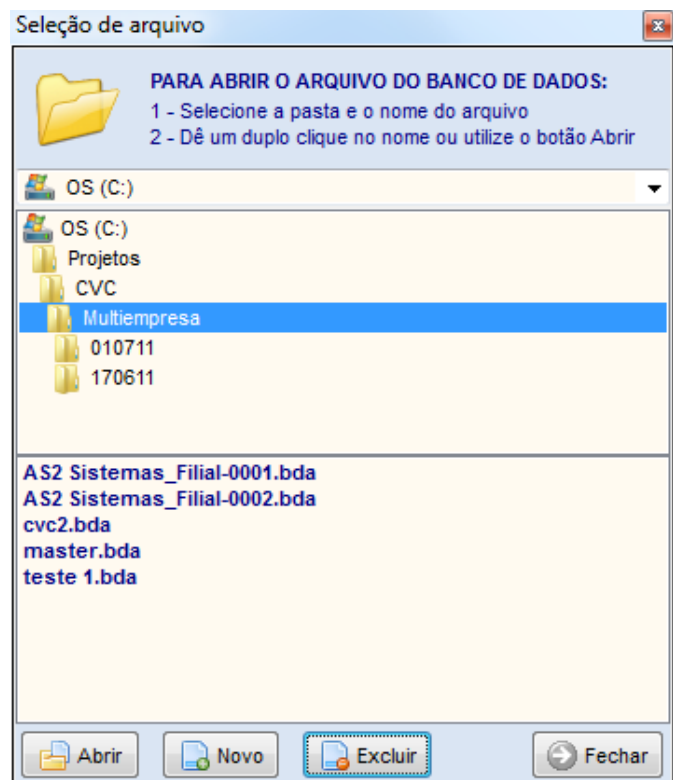 Seleção de arquivo
PARA ABRIR O ARQUIVO DO BANCO DE DADOS:
1 - Selecione a pasta e o nome do arquivo
2 - Dê um duplo clique no nome ou utilize o botão Abrir
OS (C:)
OS (C:)
Projetos
CVC
Multiempresa
010711
170611
AS2 Sistemas_Filial-0001.bda
AS2 Sistemas_Filial-0002.bda
cvc2.bda
master.bda
teste 1.bda
Abrir Novo Excluir Fechar